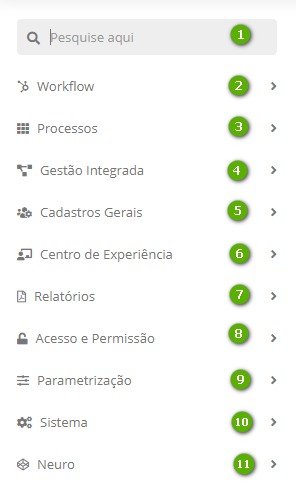 Pesquise aqui 1
Workflow 2
Processos 3
Gestão Integrada 4
Cadastros Gerais 5
Centro de Experiência 6
Relatórios 7
Acesso e Permissão 8
Parametrização 9
Sistema 10
Neuro 11